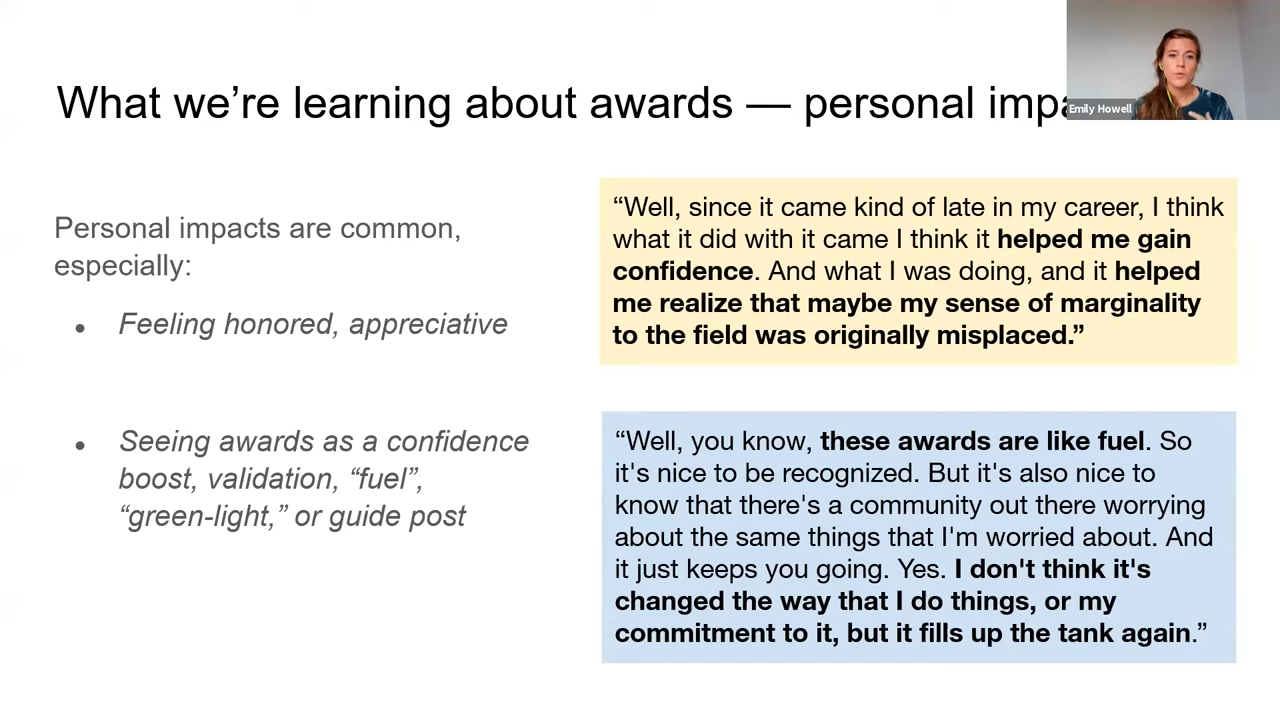 What we’re learning about awards — personal impa
Emily Howell
Personal impacts are common,
especially:
● Feeling honored, appreciative
● Seeing awards as a confidence
boost, validation, “fuel”,
“green-light,” or guide post
“Well, since it came kind of late in my career, I think
what it did with it came I think it helped me gain
confidence. And what I was doing, and it helped
me realize that maybe my sense of marginality
to the field was originally misplaced.”
“Well, you know, these awards are like fuel. So
it's nice to be recognized. But it's also nice to
know that there's a community out there worrying
about the same things that I'm worried about. And
it just keeps you going. Yes. I don't think it's
changed the way that I do things, or my
commitment to it, but it fills up the tank again.”